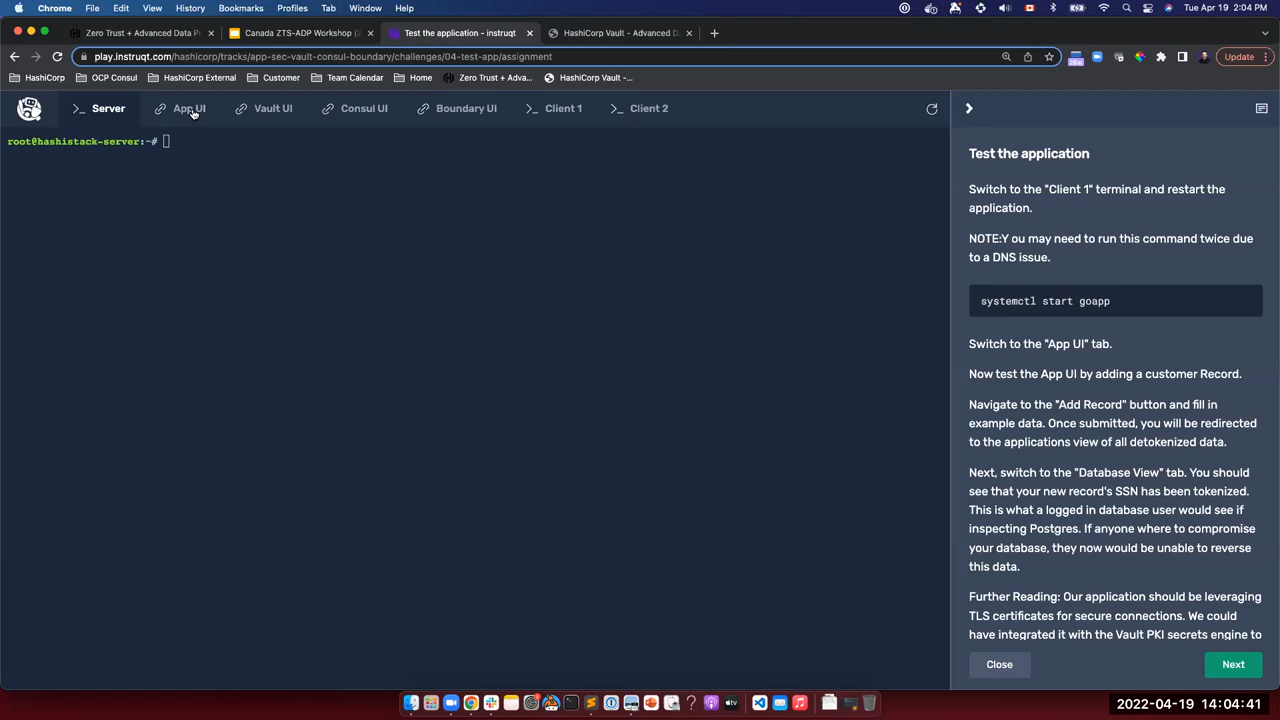 Chrome File Edit View History Bookmarks Profiles Tab Window Help Tue Apr 19 2:04 PM
Zero Trust + Advanced Data Pr Canada ZTS-ADP Workshop (2 Test the application - instruqt HashiCorp Vault - Advanced D
play.instruqt.com/hashicorp/tracks/app-sec-vault-consul-boundary/challenges/04-test-app/assignment Update
HashiCorp OCP Consul HashiCorp External Customer Team Calendar Home Zero Trust + Adva... HashiCorp Vault -...
>_ Server App UI Vault UI Consul UI Boundary UI >_ Client 1 >_ Client 2
root@hashistack-server:~#
Test the application
Switch to the "Client 1" terminal and restart the
application.
NOTE:Y ou may need to run this command twice due
to a DNS issue.
systemctl start goapp
Switch to the "App UI" tab.
Now test the App UI by adding a customer Record.
Navigate to the "Add Record" button and fill in
example data. Once submitted, you will be redirected
to the applications view of all detokenized data.
Next, switch to the "Database View" tab. You should
see that your new record's SSN has been tokenized.
This is what a logged in database user would see if
inspecting Postgres. If anyone where to compromise
your database, they now would be unable to reverse
this data.
Further Reading: Our application should be leveraging
TLS certificates for secure connections. We could
have integrated it with the Vault PKI secrets engine to
Close Next
2022-04-19 14:04:41